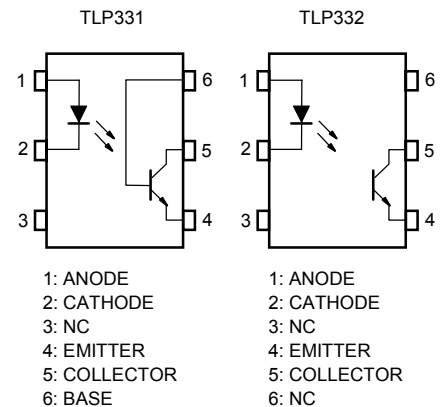 TLP331
1
2
3
6
5
4
1: ANODE
2: CATHODE
3: NC
4: EMITTER
5: COLLECTOR
6: BASE
TLP332
1
2
3
6
5
4
1: ANODE
2: CATHODE
3: NC
4: EMITTER
5: COLLECTOR
6: NC